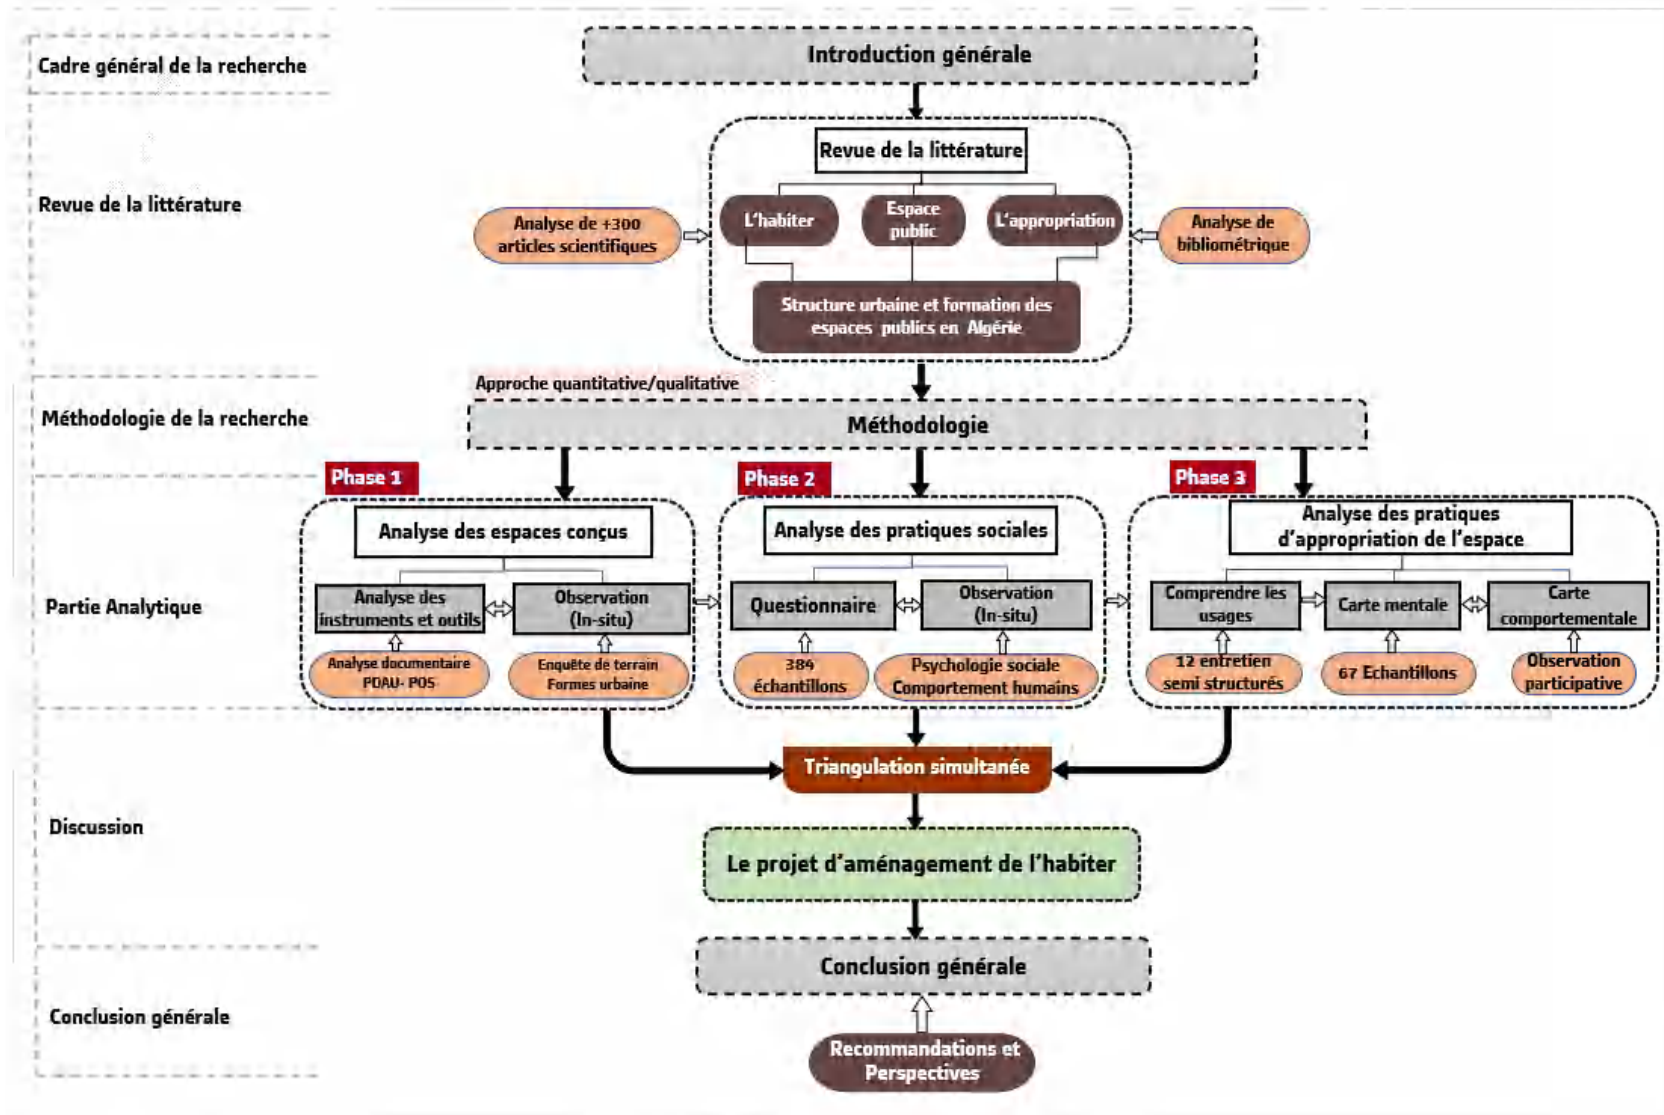 Cadre général de la recherche
Introduction générale
Revue de la littérature
Revue de la littérature
Analyse de +300
articles scientifiques
L'habiter
Espace
public
L'appropriation
Analyse de
bibliométrique
Structure urbaine et formation des
espaces publics en Algérie
Méthodologie de la recherche
Approche quantitative/qualitative
Méthodologie
Partie Analytique
Phase 1
Analyse des espaces conçus
Analyse des
instruments et outils
Observation
(In-situ)
Analyse documentaire
PDAU- POS
Enquête de terrain
Formes urbaine
Phase 2
Analyse des pratiques sociales
Questionnaire
Observation
(In-situ)
384
échantillons
Psychologie sociale
Comportement humains
Phase 3
Analyse des pratiques
d'appropriation de l'espace
Comprendre les
usages
Carte mentale
Carte
comportementale
12 entretien
semi structurés
67 Echantillons
Observation
participative
Triangulation simultanée
Discussion
Le projet d'aménagement de l'habiter
Conclusion générale
Conclusion générale
Recommandations et
Perspectives